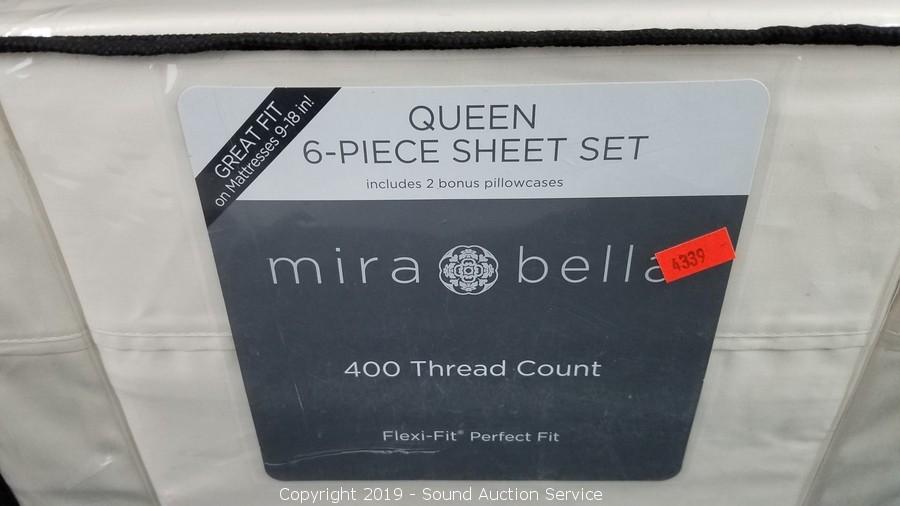 GREAT FIT
on Mattresses 9-18 in!
QUEEN
6-PIECE SHEET SET
includes 2 bonus pillowcases
mira bella
4339
400 Thread Count
Flexi-Fit® Perfect Fit
Copyright 2019 - Sound Auction Service